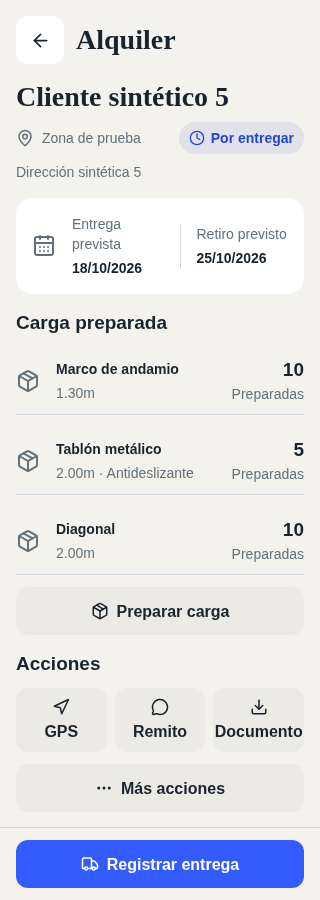 Alquiler
Cliente sintético 5
Zona de prueba
Por entregar
Dirección sintética 5
Entrega
prevista
18/10/2026
Retiro previsto
25/10/2026
Carga preparada
Marco de andamio
10
1.30m
Preparadas
Tablón metálico
5
2.00m · Antideslizante
Preparadas
Diagonal
10
2.00m
Preparadas
Preparar carga
Acciones
GPS
Remito
Documento
Más acciones
Registrar entrega